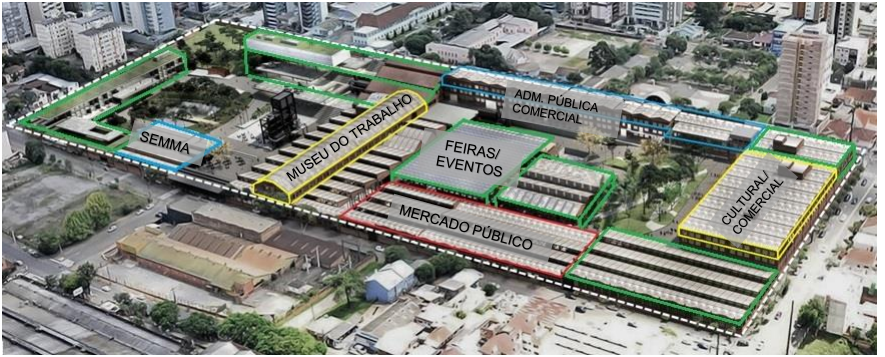 ADM. PÚBLICA
COMERCIAL
SEMMA
MUSEU DO TRABALHO
FEIRAS/
EVENTOS
MERCADO PÚBLICO
CULTURAL/
COMERCIAL